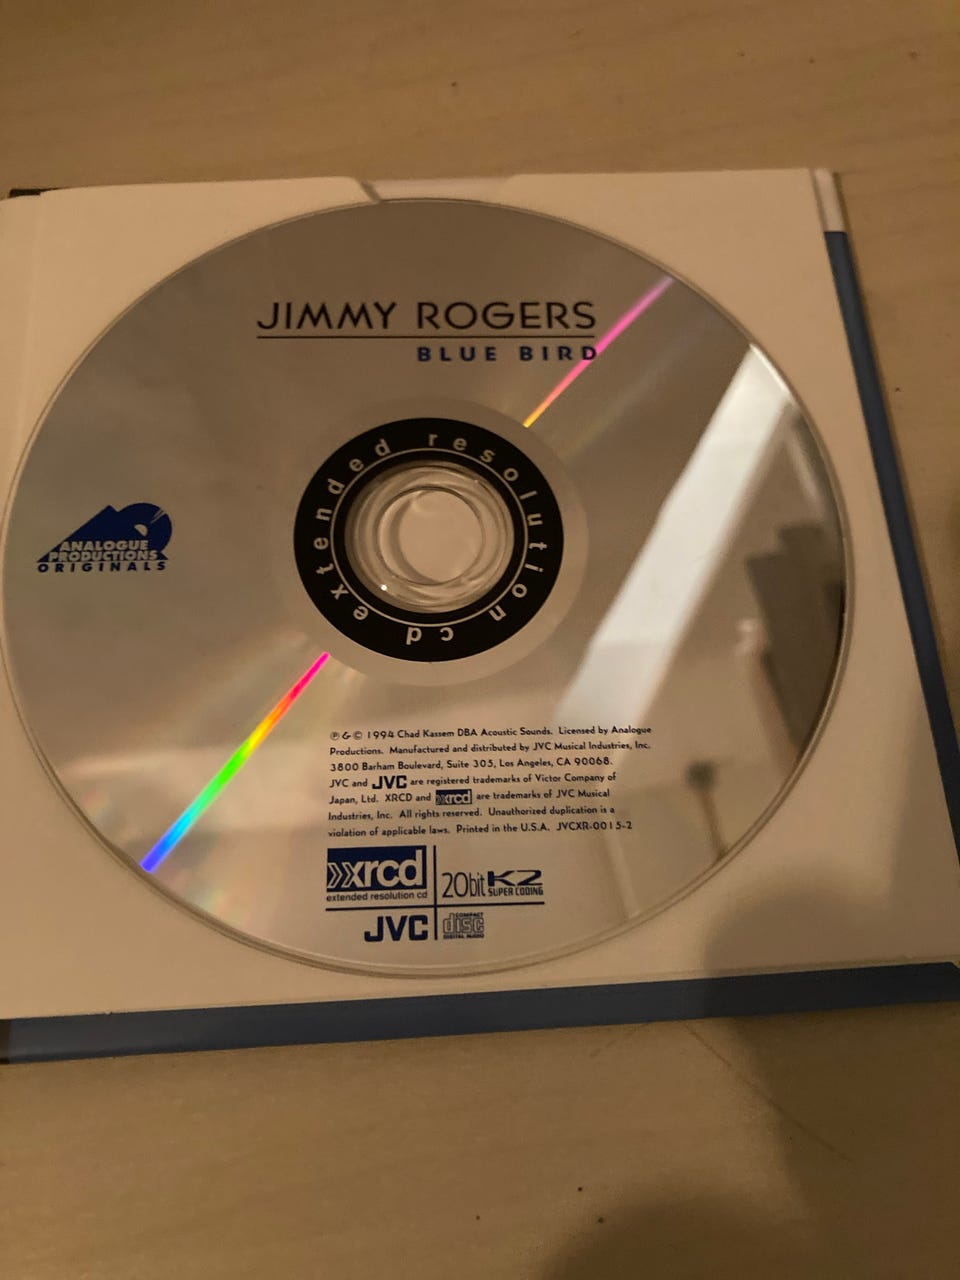 JIMMY ROGERS
BLUE BIRD
extended resolution cd
ANALOGUE
PRODUCTIONS
ORIGINALS
℗ & © 1994 Chad Kassem DBA Acoustic Sounds. Licensed by Analogue
Productions. Manufactured and distributed by JVC Musical Industries, Inc.
3800 Barham Boulevard, Suite 305, Los Angeles, CA 90068.
JVC and JVC are registered trademarks of Victor Company of
Japan, Ltd. XRCD and xrcd are trademarks of JVC Musical
Industries, Inc. All rights reserved. Unauthorized duplication is a
violation of applicable laws. Printed in the U.S.A. JVCXR-0015-2
xrcd
extended resolution cd
20bit K2
SUPER CODING
JVC
COMPACT
disc
DIGITAL AUDIO